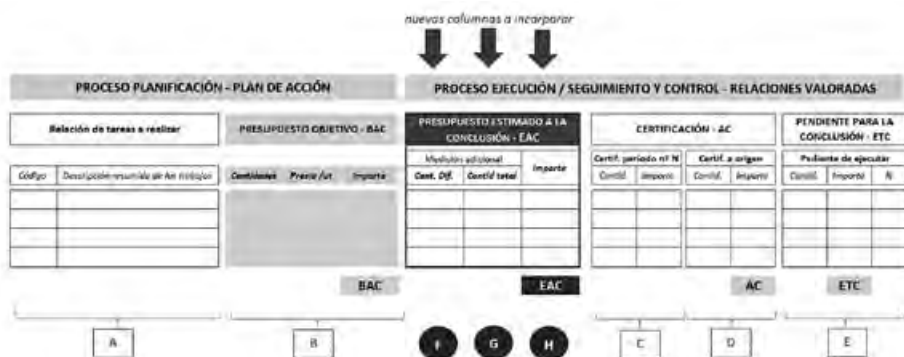 nuevas columnas a incorporar
PROCESO PLANIFICACIÓN - PLAN DE ACCIÓN
PROCESO EJECUCIÓN / SEGUIMIENTO Y CONTROL - RELACIONES VALORADAS
Relación de tareas a realizar
PRESUPUESTO OBJETIVO - BAC
PRESUPUESTO ESTIMADO A LA
CONCLUSIÓN - EAC
CERTIFICACIÓN - AC
PENDIENTE PARA LA
CONCLUSIÓN - ETC
Código
Descripción resumida de los trabajos
Cantidades
Precio /ut
Importe
Medición adicional
Cant. Dif.
Cantid total
Importe
Certif. período nº N
Cantid.
Importe
Certif. a origen
Cantid.
Importe
Pediente de ejecutar
Cantid.
Importe
N
BAC
EAC
AC
ETC
A
B
F
G
H
C
D
E